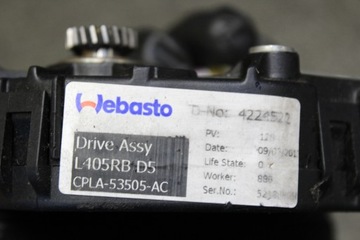 Webasto
D-No: 4224521
Drive Assy
L405RB D5
CPLA-53505-AC
PV:
Date:
Life State:
Worker:
Ser.No.: